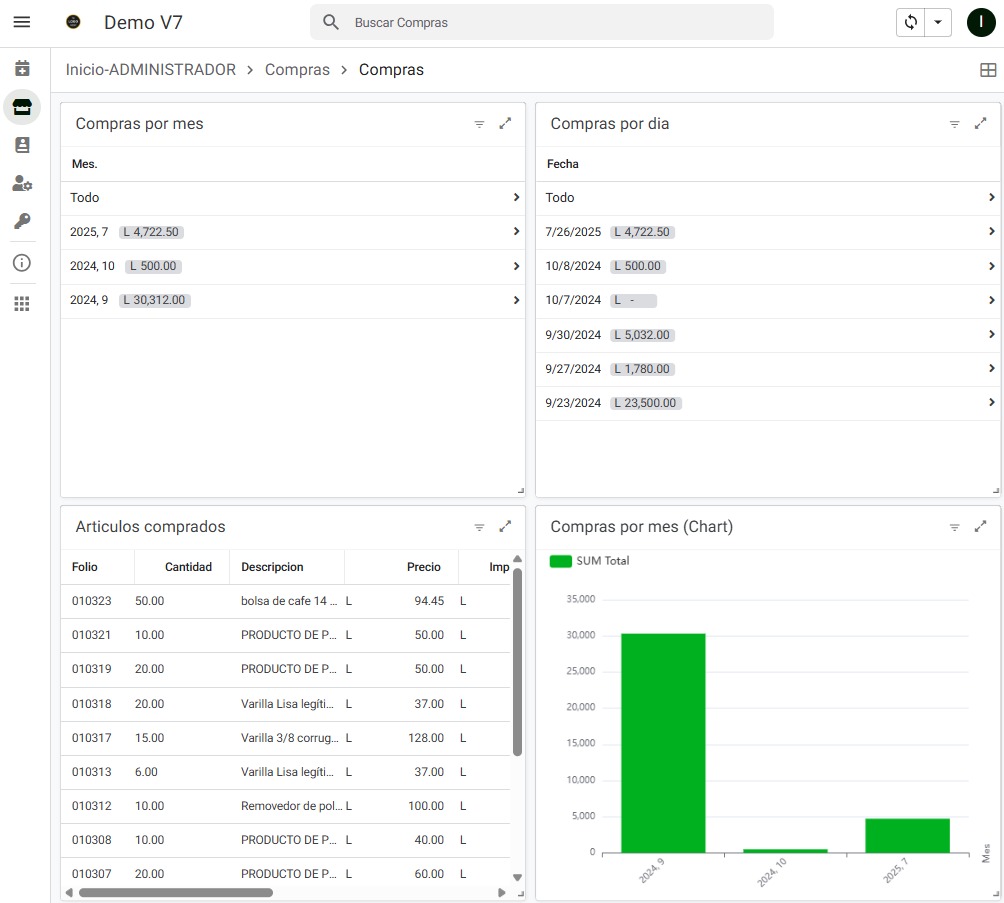 Demo V7
Buscar Compras
I
Inicio-ADMINISTRADOR > Compras > Compras
Compras por mes
Mes.
Todo
2025, 7 L 4,722.50
2024, 10 L 500.00
2024, 9 L 30,312.00
Compras por dia
Fecha
Todo
7/26/2025 L 4,722.50
10/8/2024 L 500.00
10/7/2024 L -
9/30/2024 L 5,032.00
9/27/2024 L 1,780.00
9/23/2024 L 23,500.00
Articulos comprados
Folio Cantidad Descripcion Precio Imp
010323 50.00 bolsa de cafe 14 ... L 94.45 L
010321 10.00 PRODUCTO DE P... L 50.00 L
010319 20.00 PRODUCTO DE P... L 50.00 L
010318 20.00 Varilla Lisa legíti... L 37.00 L
010317 15.00 Varilla 3/8 corrug... L 128.00 L
010313 6.00 Varilla Lisa legíti... L 37.00 L
010312 10.00 Removedor de pol... L 100.00 L
010308 10.00 PRODUCTO DE P... L 40.00 L
010307 20.00 PRODUCTO DE P... L 60.00 L
Compras por mes (Chart)
SUM Total
35,000
30,000
25,000
20,000
15,000
10,000
5,000
0
2024, 9
2024, 10
2025, 7
Mes